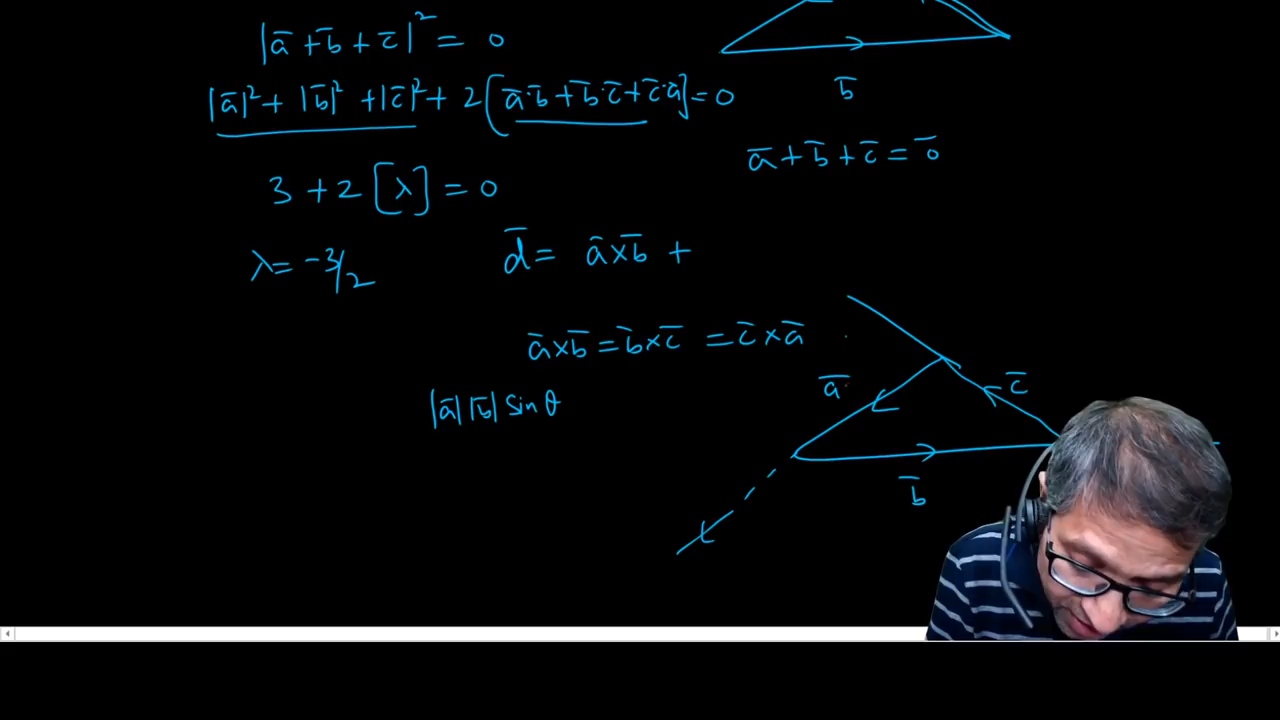 |a̅ + b̅ + c̅|² = 0
b̅
|a̅|² + |b̅|² + |c̅|² + 2[a̅·b̅ + b̅·c̅ + c̅·a̅] = 0
a̅ + b̅ + c̅ = 0̅
3 + 2[λ] = 0
λ = -3/2
d̅ = a̅×b̅ +
a̅×b̅ = b̅×c̅ = c̅×a̅
a̅
c̅
|a̅| |b̅| sin θ
b̅